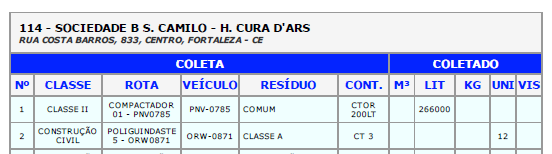 114 - SOCIEDADE B S. CAMILO - H. CURA D'ARS
RUA COSTA BARROS, 833, CENTRO, FORTALEZA - CE
COLETA COLETADO
Nº CLASSE ROTA VEÍCULO RESÍDUO CONT. M³ LIT KG UNI VIS
1 CLASSE II COMPACTADOR 01 - PNV0785 PNV-0785 COMUM CTOR 200LT 266000
2 CONSTRUÇÃO CIVIL POLIGUINDASTE 5 - ORW0871 ORW-0871 CLASSE A CT 3 12